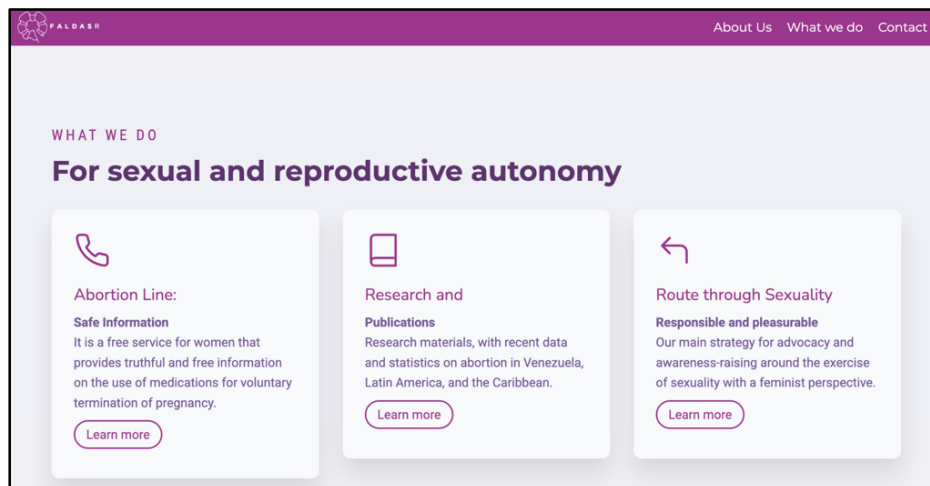 FALDASR
About Us What we do Contact
WHAT WE DO
For sexual and reproductive autonomy
Abortion Line:
Safe Information
It is a free service for women that
provides truthful and free information
on the use of medications for voluntary
termination of pregnancy.
Learn more
Research and
Publications
Research materials, with recent data
and statistics on abortion in Venezuela,
Latin America, and the Caribbean.
Learn more
Route through Sexuality
Responsible and pleasurable
Our main strategy for advocacy and
awareness-raising around the exercise
of sexuality with a feminist perspective.
Learn more